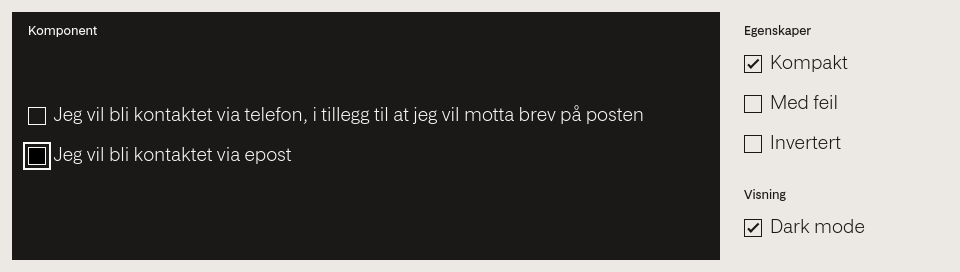 Komponent
Jeg vil bli kontaktet via telefon, i tillegg til at jeg vil motta brev på posten
Jeg vil bli kontaktet via epost
Egenskaper
Kompakt
Med feil
Invertert
Visning
Dark mode